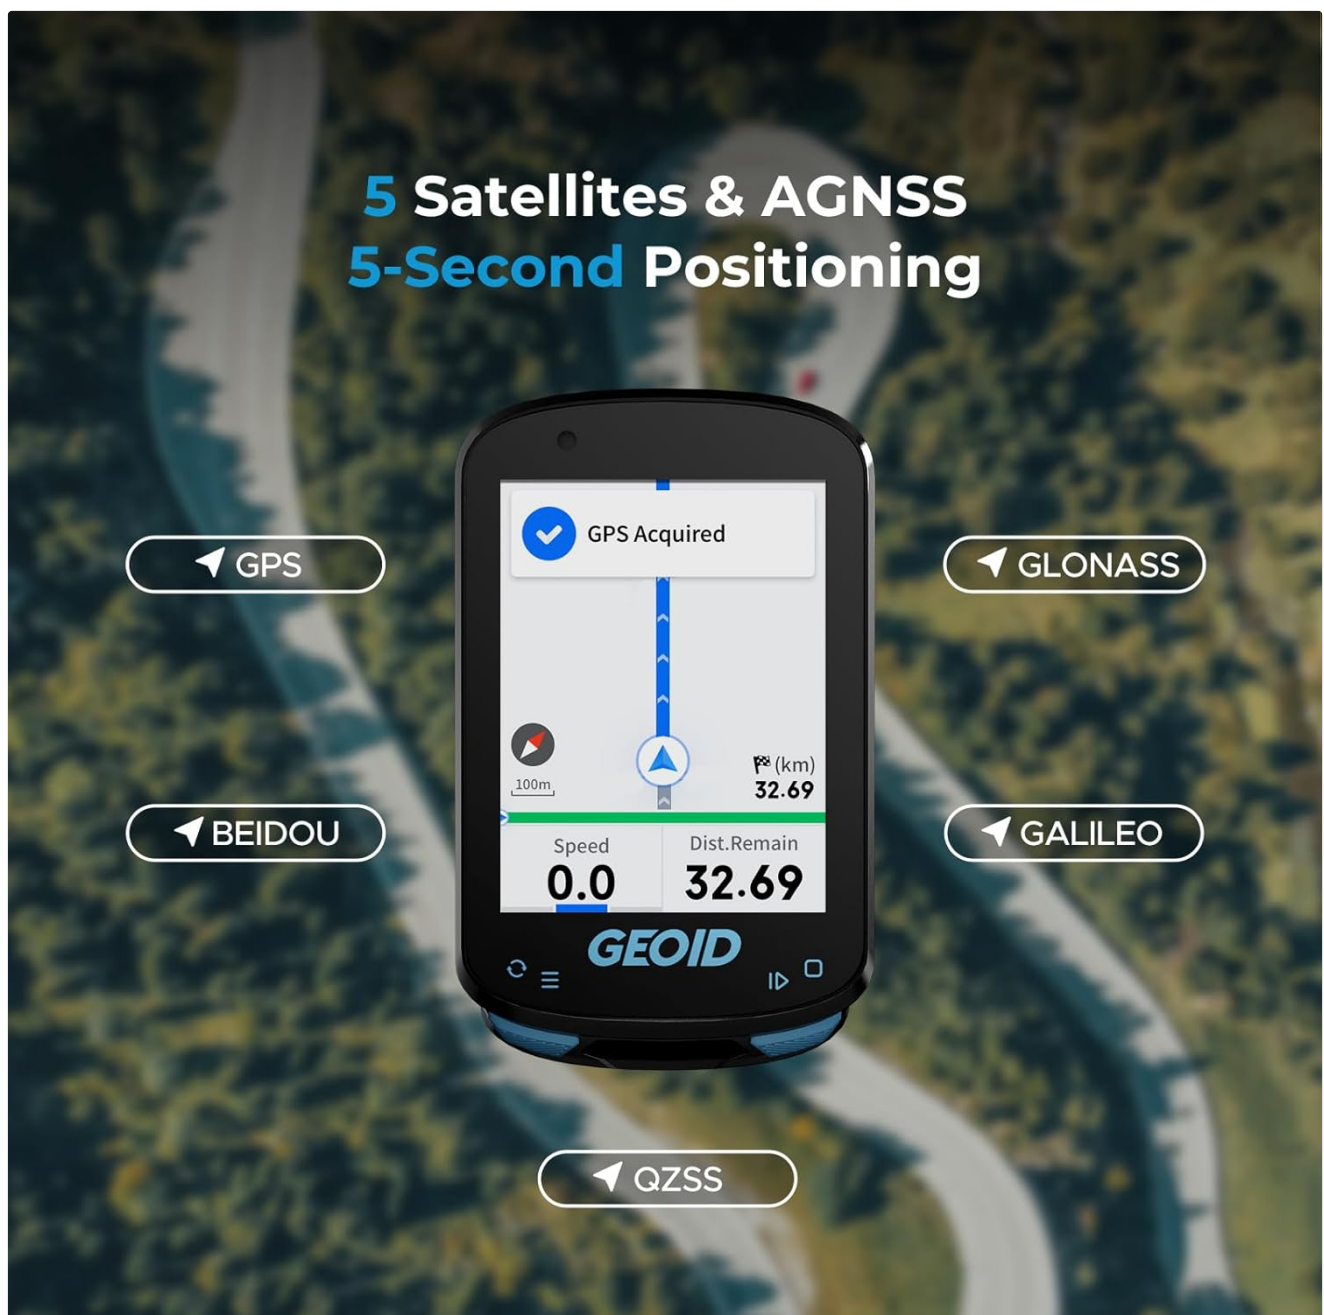 5 Satellites & AGNSS
5-Second Positioning
GPS Acquired
GPS
GLONASS
100m
(km)
32.69
BEIDOU
GALILEO
Speed
Dist.Remain
0.0
32.69
GEOID
QZSS